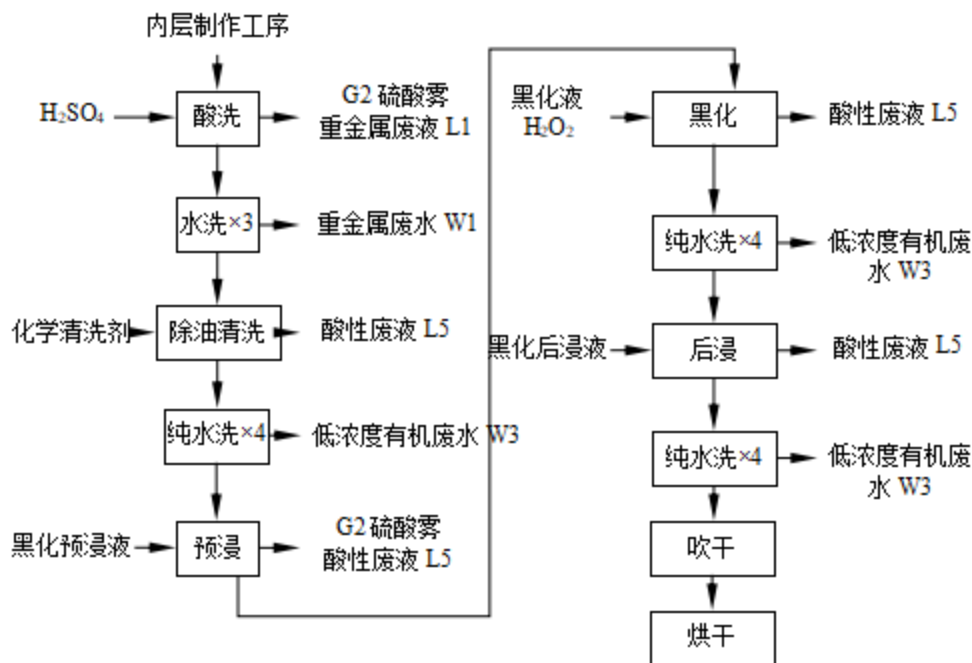 内层制作工序
H₂SO₄
酸洗
G2 硫酸雾
重金属废液 L1
水洗×3
重金属废水 W1
化学清洗剂
除油清洗
酸性废液 L5
纯水洗×4
低浓度有机废水 W3
黑化预浸液
预浸
G2 硫酸雾
酸性废液 L5
黑化液
H₂O₂
黑化
酸性废液 L5
纯水洗×4
低浓度有机废
水 W3
黑化后浸液
后浸
酸性废液 L5
纯水洗×4
低浓度有机废
水 W3
吹干
烘干